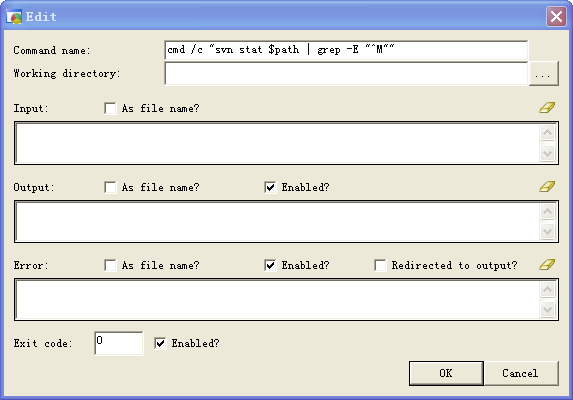 Edit
Command name: cmd /c "svn stat $path | grep -E "^M""
Working directory: ...
Input: As file name?
Output: As file name? Enabled?
Error: As file name? Enabled? Redirected to output?
Exit code: 0 Enabled?
OK Cancel